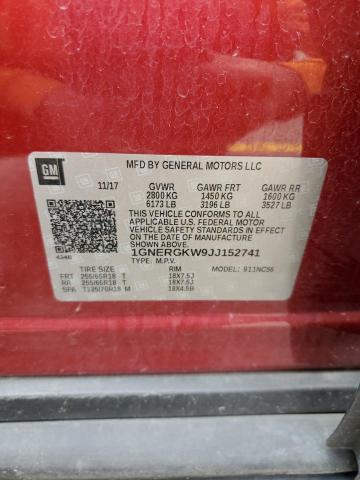 GM
MFD BY GENERAL MOTORS LLC
11/17 GVWR GAWR FRT GAWR RR
2800 KG 1450 KG 1600 KG
6173 LB 3196 LB 3527 LB
THIS VEHICLE CONFORMS TO ALL
APPLICABLE U.S. FEDERAL MOTOR
VEHICLE SAFETY STANDARDS IN EFFECT
ON THE DATE OF MANUFACTURE
SHOWN ABOVE.
1GNERGKW9JJ152741
TYPE: M.P.V.
TIRE SIZE RIM MODEL: 911NC56
FRT 255/65R18 T 18X7.5J
RR 255/65R18 T 18X7.5J
SPA T135/70R18 M 18X4.5B